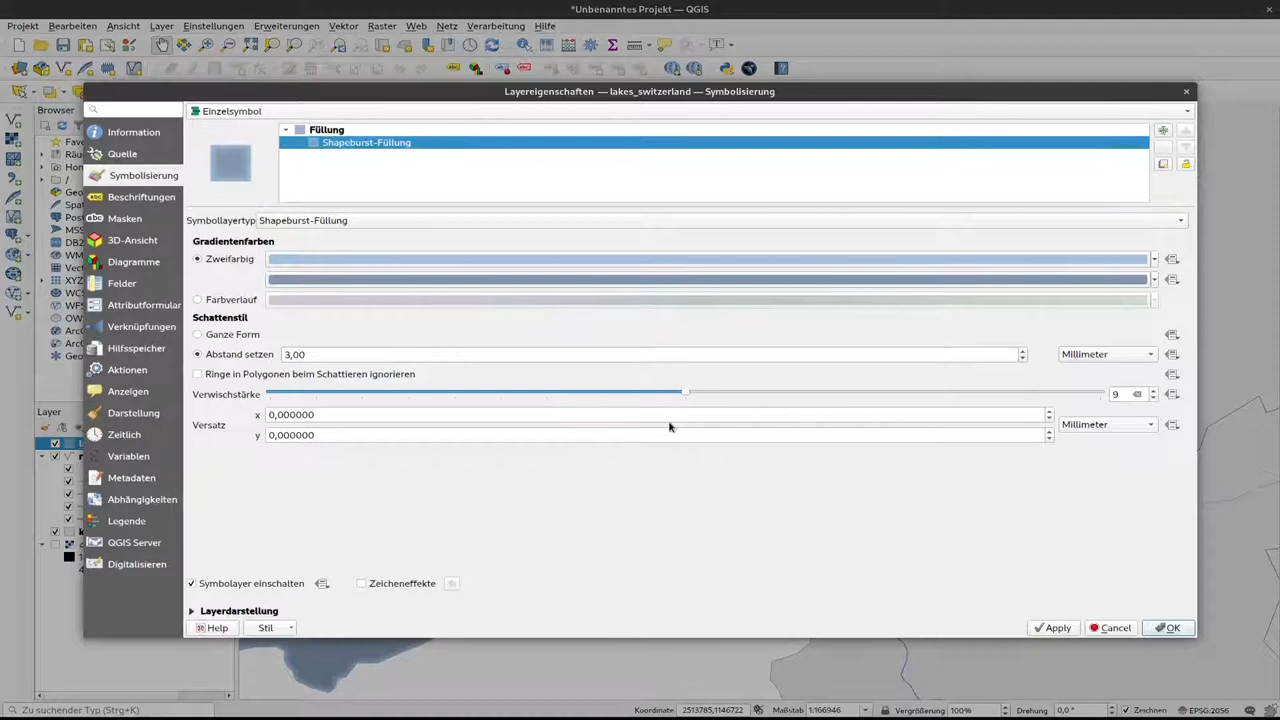 *Unbenanntes Projekt — QGIS
Projekt Bearbeiten Ansicht Layer Einstellungen Erweiterungen Vektor Raster Web Netz Verarbeitung Hilfe
Layereigenschaften — lakes_switzerland — Symbolisierung
Browser
Einzelsymbol
Information
Füllung
Shapeburst-Füllung
Quelle
Symbolisierung
Beschriftungen
Masken
Symbollayertyp Shapeburst-Füllung
3D-Ansicht
Gradientenfarben
Diagramme
Zweifarbig
Felder
Attributformular
Farbverlauf
Schattenstil
Verknüpfungen
Ganze Form
Hilfsspeicher
Abstand setzen 3,00 Millimeter
Aktionen
Ringe in Polygonen beim Schattieren ignorieren
Anzeigen
Verwischstärke 9
Darstellung
Layer
x 0,000000
Versatz Millimeter
y 0,000000
Zeitlich
Variablen
Metadaten
Abhängigkeiten
Legende
QGIS Server
Digitalisieren
Symbolayer einschalten Zeicheneffekte
Layerdarstellung
Help Stil Apply Cancel OK
Zu suchender Typ (Strg+K) Koordinate 2513785,1146722 Maßstab 1:166946 Vergrößerung 100% Drehung 0,0 ° Zeichnen EPSG:2056